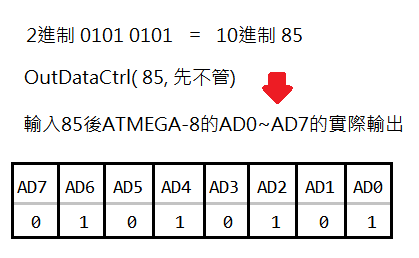 2進制 0101 0101 = 10進制 85
OutDataCtrl( 85, 先不管)
輸入85後ATMEGA-8的AD0~AD7的實際輸出
AD7 AD6 AD5 AD4 AD3 AD2 AD1 AD0
0 1 0 1 0 1 0 1